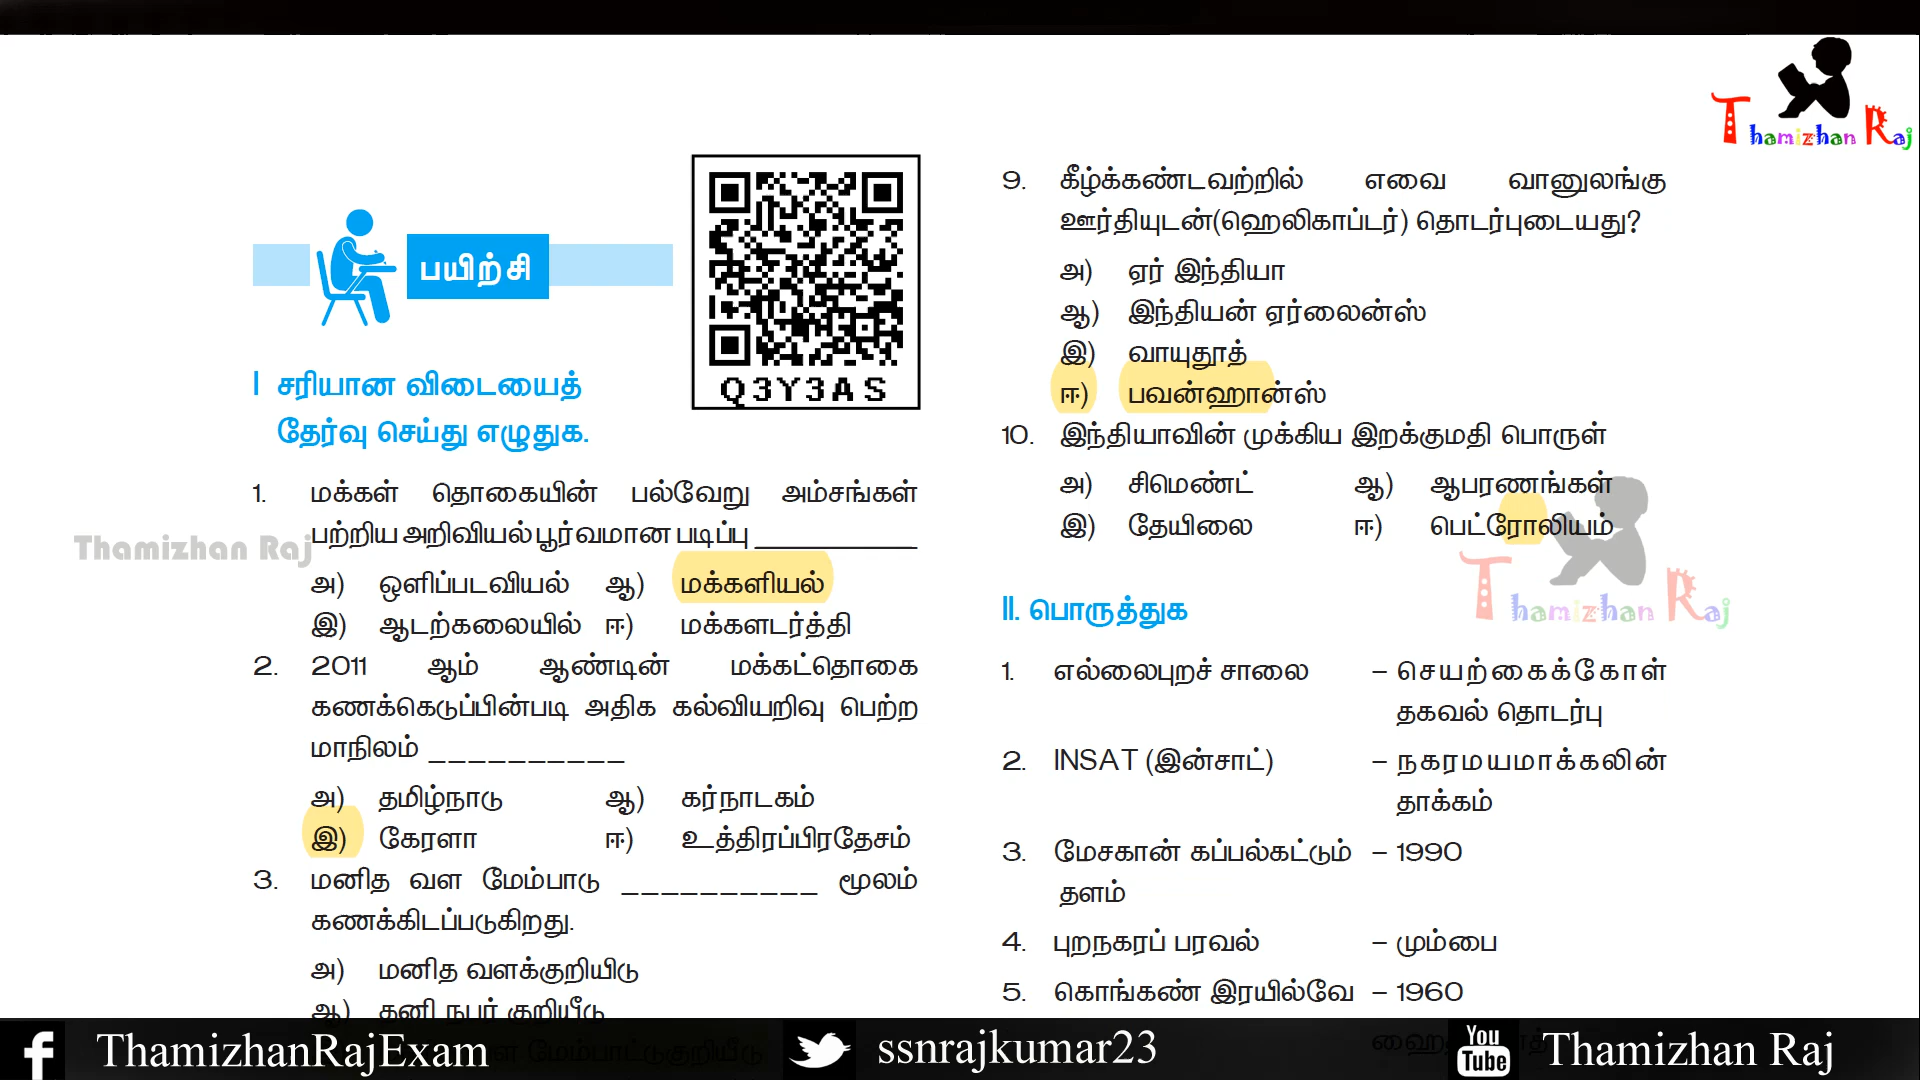 Thamizhan Raj
பயிற்சி
Q3Y3AS
I சரியான விடையைத்
தேர்வு செய்து எழுதுக.
1. மக்கள் தொகையின் பல்வேறு அம்சங்கள்
பற்றிய அறிவியல் பூர்வமான படிப்பு __________
Thamizhan Raj
அ) ஒளிப்படவியல் ஆ) மக்களியல்
இ) ஆடற்கலையில் ஈ) மக்களடர்த்தி
2. 2011 ஆம் ஆண்டின் மக்கட்தொகை
கணக்கெடுப்பின்படி அதிக கல்வியறிவு பெற்ற
மாநிலம் __________
அ) தமிழ்நாடு ஆ) கர்நாடகம்
இ) கேரளா ஈ) உத்திரப்பிரதேசம்
3. மனித வள மேம்பாடு __________ மூலம்
கணக்கிடப்படுகிறது.
அ) மனித வளக்குறியிடு
ஆ) தனி நபர் குறியீடு
9. கீழ்க்கண்டவற்றில் எவை வானுலங்கு
ஊர்தியுடன்(ஹெலிகாப்டர்) தொடர்புடையது?
அ) ஏர் இந்தியா
ஆ) இந்தியன் ஏர்லைன்ஸ்
இ) வாயுதூத்
ஈ) பவன்ஹான்ஸ்
10. இந்தியாவின் முக்கிய இறக்குமதி பொருள்
அ) சிமெண்ட் ஆ) ஆபரணங்கள்
இ) தேயிலை ஈ) பெட்ரோலியம்
Thamizhan Raj
II. பொருத்துக
1. எல்லைபுறச் சாலை – செயற்கைக்கோள்
தகவல் தொடர்பு
2. INSAT (இன்சாட்) – நகரமயமாக்கலின்
தாக்கம்
3. மேசகான் கப்பல்கட்டும் – 1990
தளம்
4. புறநகரப் பரவல் – மும்பை
5. கொங்கண் இரயில்வே – 1960
ThamizhanRajExam
ssnrajkumar23
You Tube
Thamizhan Raj